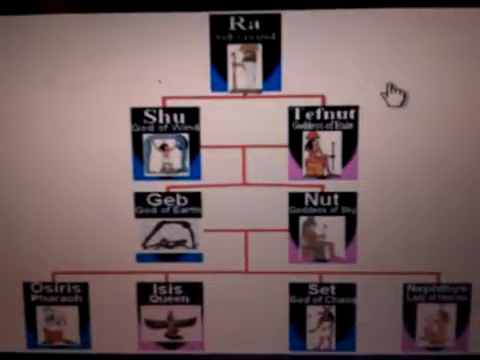 Ra
Shu
God of Wind
Tefnut
Goddess of Rain
Geb
God of Earth
Nut
Goddess of Sky
Osiris
Pharaoh
Isis
Queen
Set
God of Chaos
Nephthys